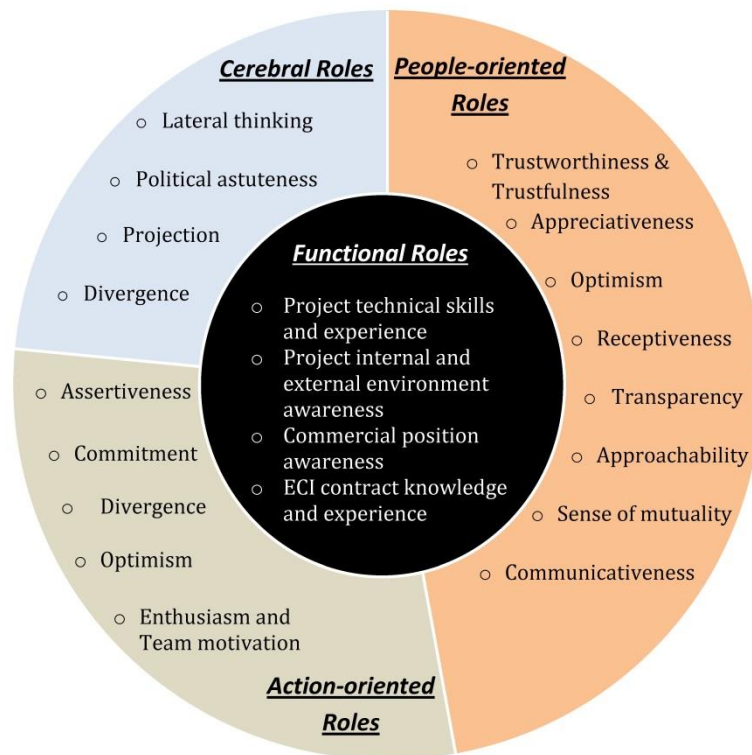 Cerebral Roles
○ Lateral thinking
○ Political astuteness
○ Projection
○ Divergence
People-oriented
Roles
○ Trustworthiness &
Trustfulness
○ Appreciativeness
○ Optimism
○ Receptiveness
○ Transparency
○ Approachability
○ Sense of mutuality
○ Communicativeness
Functional Roles
○ Project technical skills
and experience
○ Project internal and
external environment
awareness
○ Commercial position
awareness
○ ECI contract knowledge
and experience
○ Assertiveness
○ Commitment
○ Divergence
○ Optimism
○ Enthusiasm and
Team motivation
Action-oriented
Roles